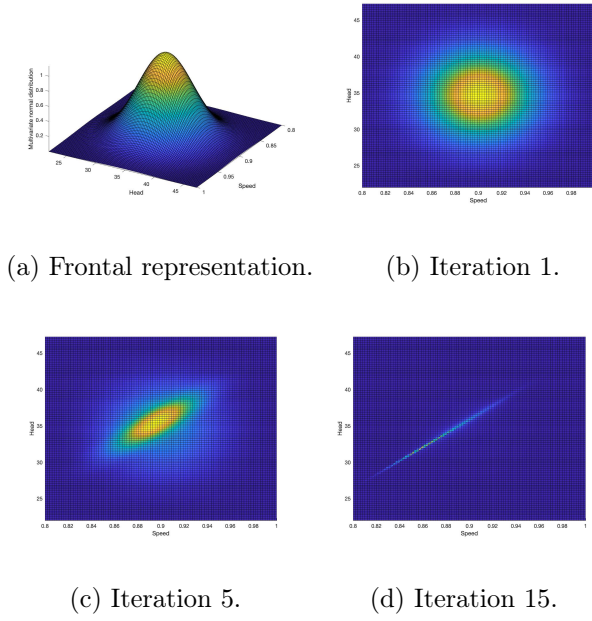 Multivariate normal distribution
1
0.8
0.6
0.4
0.2
25
30
35
40
45
Head
1
0.95
0.9
0.85
0.8
Speed
(a) Frontal representation.
45
40
35
30
25
Head
0.8 0.82 0.84 0.86 0.88 0.9 0.92 0.94 0.96 0.98
Speed
(b) Iteration 1.
45
40
35
30
25
Head
0.8 0.82 0.84 0.86 0.88 0.9 0.92 0.94 0.96 0.98 1
Speed
(c) Iteration 5.
45
40
35
30
25
Head
0.8 0.82 0.84 0.86 0.88 0.9 0.92 0.94 0.96 0.98 1
Speed
(d) Iteration 15.